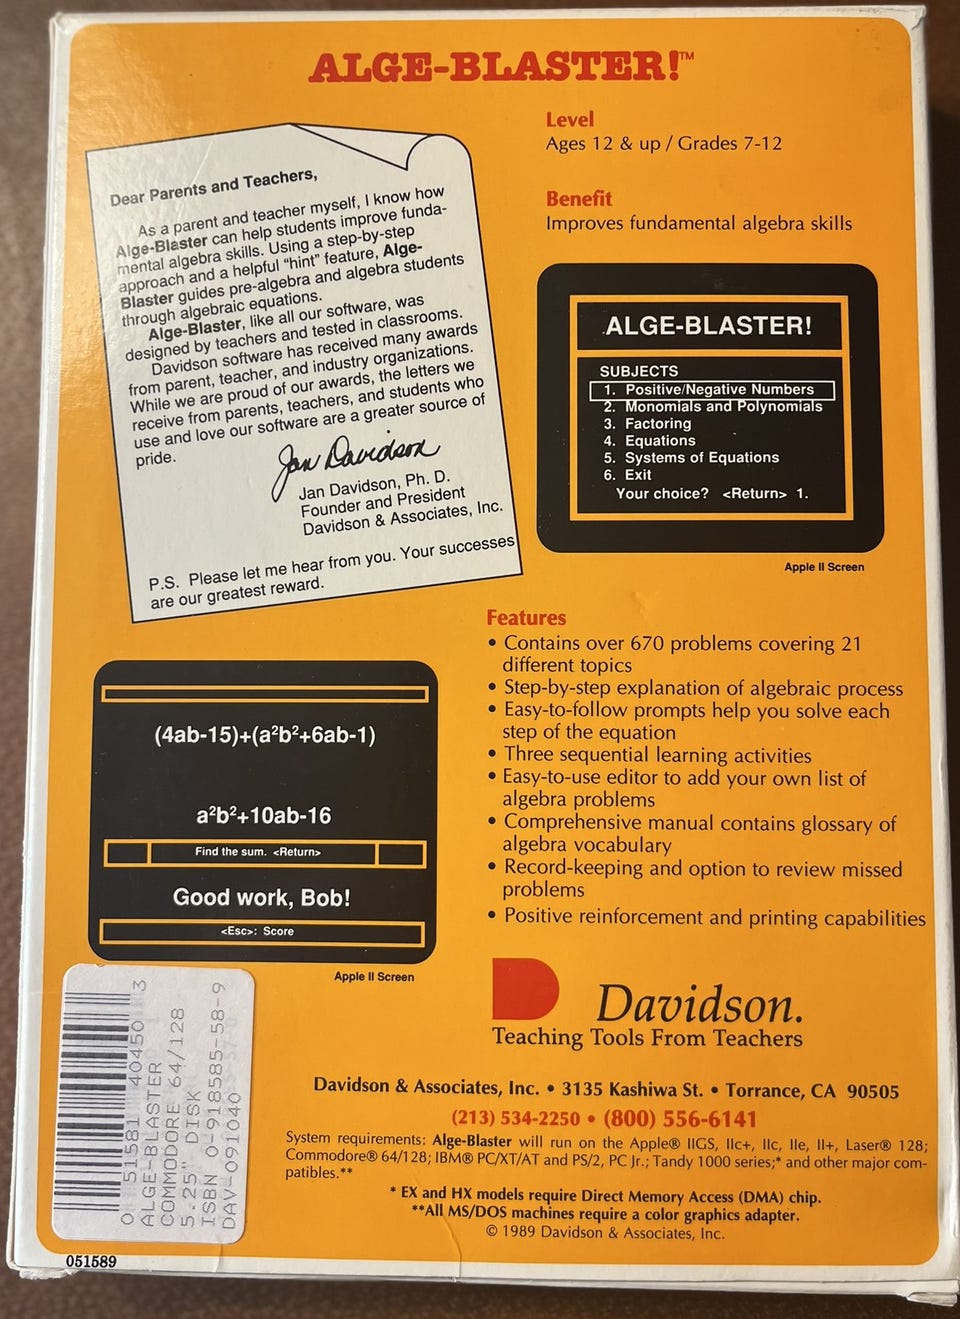 ALGE-BLASTER!™
Dear Parents and Teachers,
As a parent and teacher myself, I know how
Alge-Blaster can help students improve funda-
mental algebra skills. Using a step-by-step
approach and a helpful "hint" feature, Alge-
Blaster guides pre-algebra and algebra students
through algebraic equations.
Alge-Blaster, like all our software, was
designed by teachers and tested in classrooms.
Davidson software has received many awards
from parent, teacher, and industry organizations.
While we are proud of our awards, the letters we
receive from parents, teachers, and students who
use and love our software are a greater source of
pride.
Jan Davidson
Jan Davidson, Ph. D.
Founder and President
Davidson & Associates, Inc.
P.S. Please let me hear from you. Your successes
are our greatest reward.
Level
Ages 12 & up / Grades 7-12
Benefit
Improves fundamental algebra skills
ALGE-BLASTER!
SUBJECTS
1. Positive/Negative Numbers
2. Monomials and Polynomials
3. Factoring
4. Equations
5. Systems of Equations
6. Exit
Your choice? <Return> 1.
Apple II Screen
Features
• Contains over 670 problems covering 21
different topics
• Step-by-step explanation of algebraic process
• Easy-to-follow prompts help you solve each
step of the equation
• Three sequential learning activities
• Easy-to-use editor to add your own list of
algebra problems
• Comprehensive manual contains glossary of
algebra vocabulary
• Record-keeping and option to review missed
problems
• Positive reinforcement and printing capabilities
(4ab-15)+(a²b²+6ab-1)
a²b²+10ab-16
Find the sum. <Return>
Good work, Bob!
<Esc>: Score
Apple II Screen
0 51581 40450 3
ALGE-BLASTER
COMMODORE 64/128
5.25" DISK
ISBN 0-918585-58-9
DAV-091040
Davidson.
Teaching Tools From Teachers
Davidson & Associates, Inc. • 3135 Kashiwa St. • Torrance, CA 90505
(213) 534-2250 • (800) 556-6141
System requirements: Alge-Blaster will run on the Apple® IIGS, IIc+, IIc, IIe, II+, Laser® 128;
Commodore® 64/128; IBM® PC/XT/AT and PS/2, PC Jr.; Tandy 1000 series;* and other major com-
patibles.**
* EX and HX models require Direct Memory Access (DMA) chip.
**All MS/DOS machines require a color graphics adapter.
© 1989 Davidson & Associates, Inc.
051589